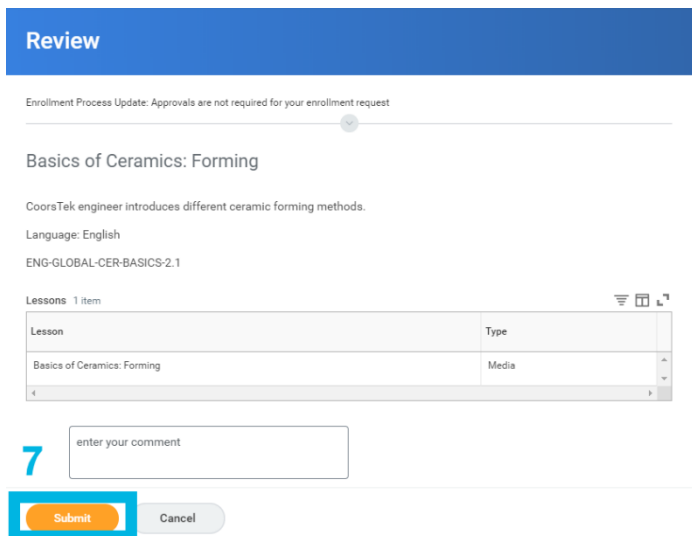 Review
Enrollment Process Update: Approvals are not required for your enrollment request
Basics of Ceramics: Forming
CoorsTek engineer introduces different ceramic forming methods.
Language: English
ENG-GLOBAL-CER-BASICS-2.1
Lessons 1 item
Lesson Type
Basics of Ceramics: Forming Media
enter your comment
7
Submit Cancel